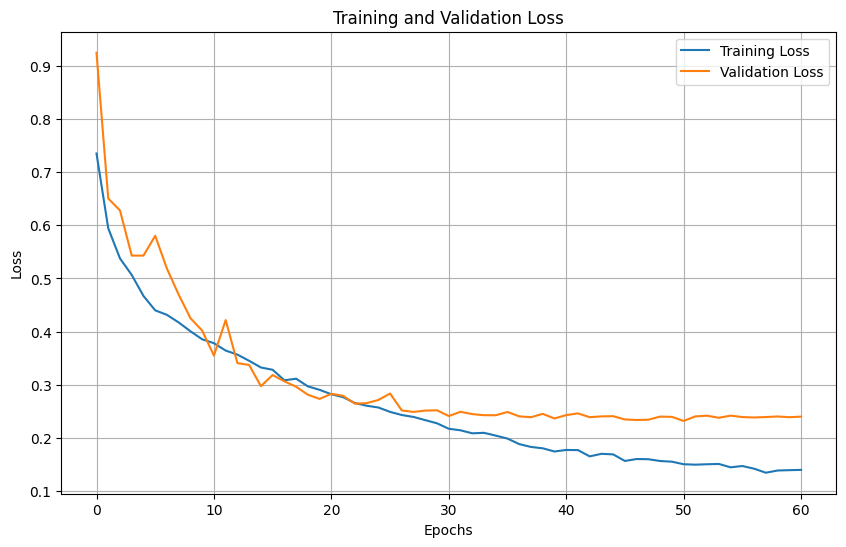 Training and Validation Loss
Training Loss
Validation Loss
0.9
0.8
0.7
0.6
0.5
0.4
0.3
0.2
0.1
Loss
0 10 20 30 40 50 60
Epochs